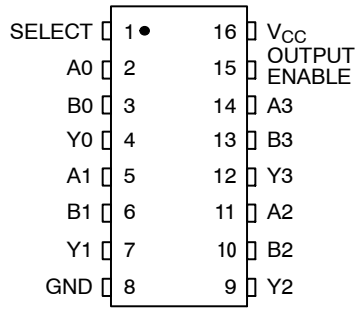 SELECT 1 16 VCC
A0 2 15 OUTPUT ENABLE
B0 3 14 A3
Y0 4 13 B3
A1 5 12 Y3
B1 6 11 A2
Y1 7 10 B2
GND 8 9 Y2